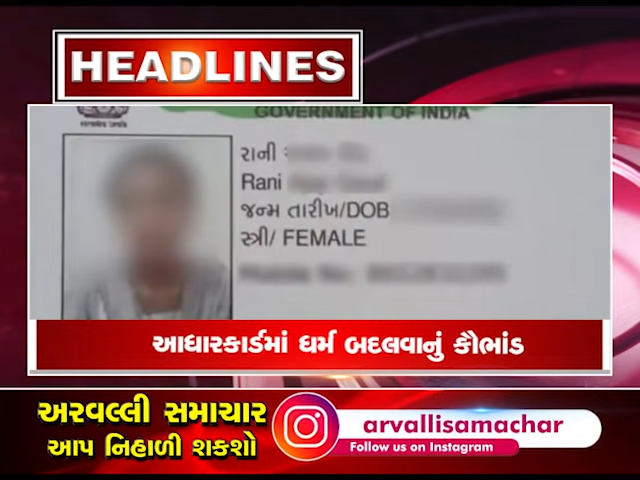 HEADLINES
GOVERNMENT OF INDIA
રાની
Rani
જન્મ તારીખ/DOB
સ્ત્રી/ FEMALE
આધારકાર્ડમાં ધર્મ બદલવાનું કૌભાંડ
અરવલ્લી સમાચાર
આપ નિહાળી શકશો
arvallisamachar
Follow us on Instagram